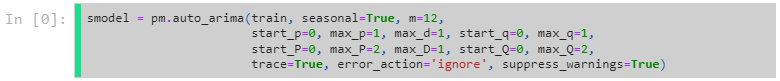 In [0]: smodel = pm.auto_arima(train, seasonal=True, m=12,
start_p=0, max_p=1, max_d=1, start_q=0, max_q=1,
start_P=0, max_P=2, max_D=1, start_Q=0, max_Q=2,
trace=True, error_action='ignore', suppress_warnings=True)